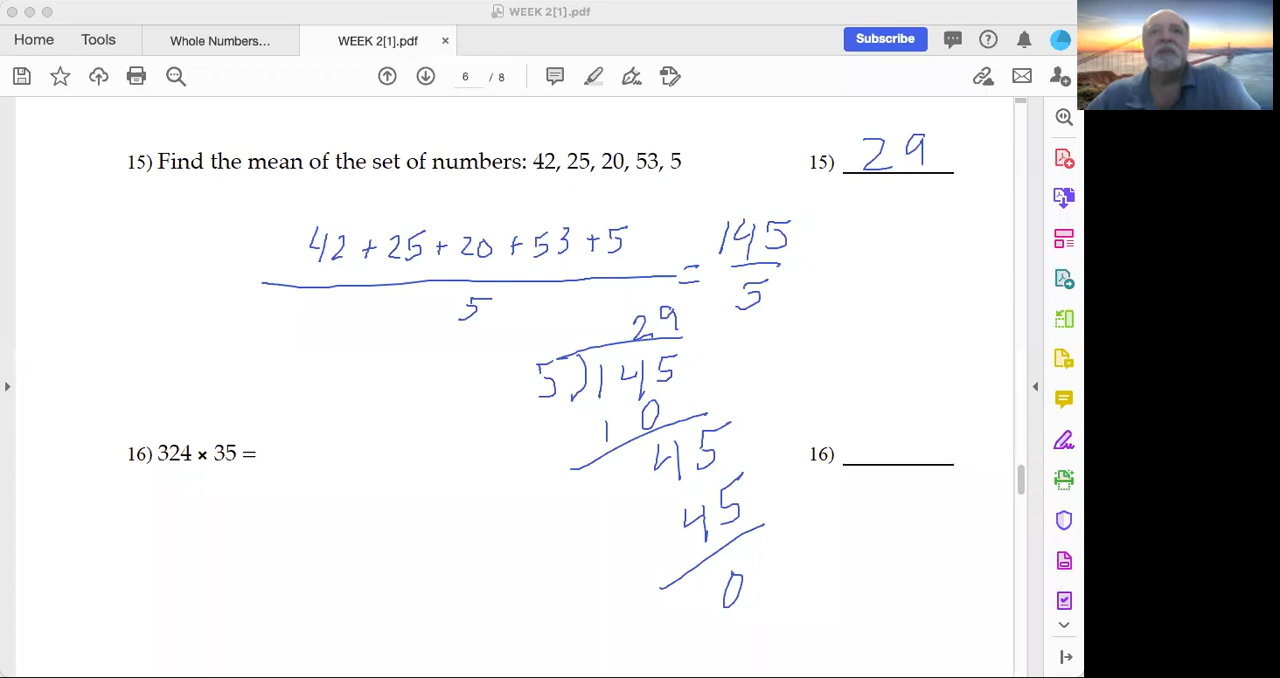 WEEK 2[1].pdf
Home Tools Whole Numbers... WEEK 2[1].pdf × Subscribe
6 / 8
15) Find the mean of the set of numbers: 42, 25, 20, 53, 5 15) 29
42 + 25 + 20 + 53 + 5 = 145
5 5
29
5)145
10
45
16) 324 × 35 = 16)
45
0